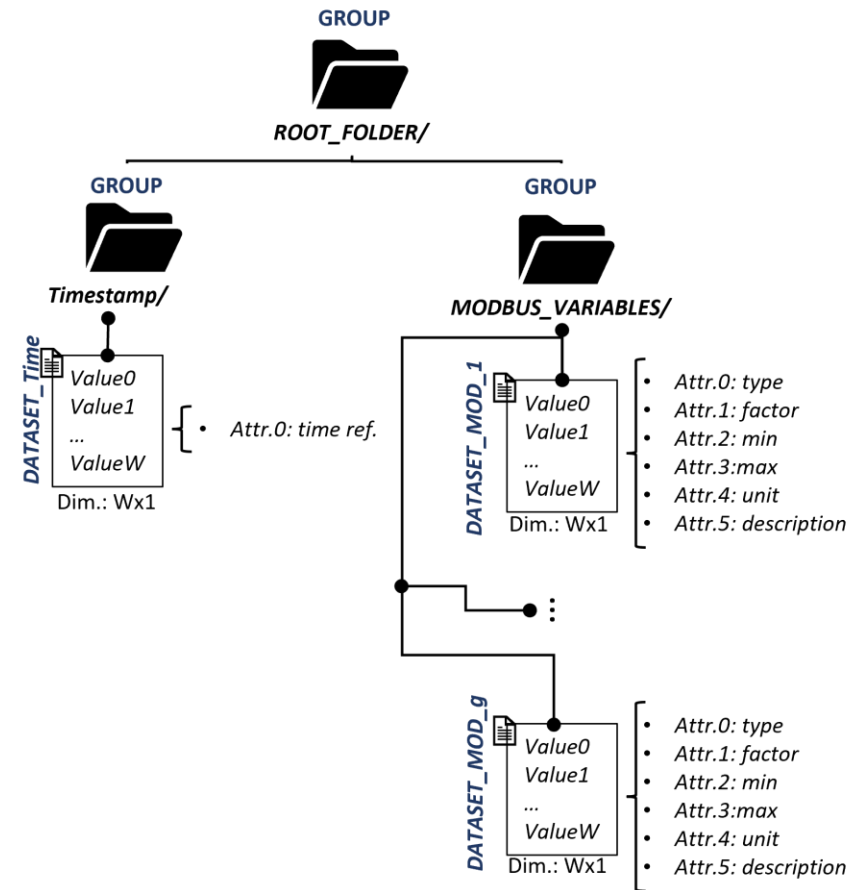 GROUP
ROOT_FOLDER/
GROUP
Timestamp/
DATASET_Time
Value0
Value1
...
ValueW
Dim.: Wx1
• Attr.0: time ref.
GROUP
MODBUS_VARIABLES/
DATASET_MOD_1
Value0
Value1
...
ValueW
Dim.: Wx1
• Attr.0: type
• Attr.1: factor
• Attr.2: min
• Attr.3:max
• Attr.4: unit
• Attr.5: description
⋮
DATASET_MOD_g
Value0
Value1
...
ValueW
Dim.: Wx1
• Attr.0: type
• Attr.1: factor
• Attr.2: min
• Attr.3:max
• Attr.4: unit
• Attr.5: description